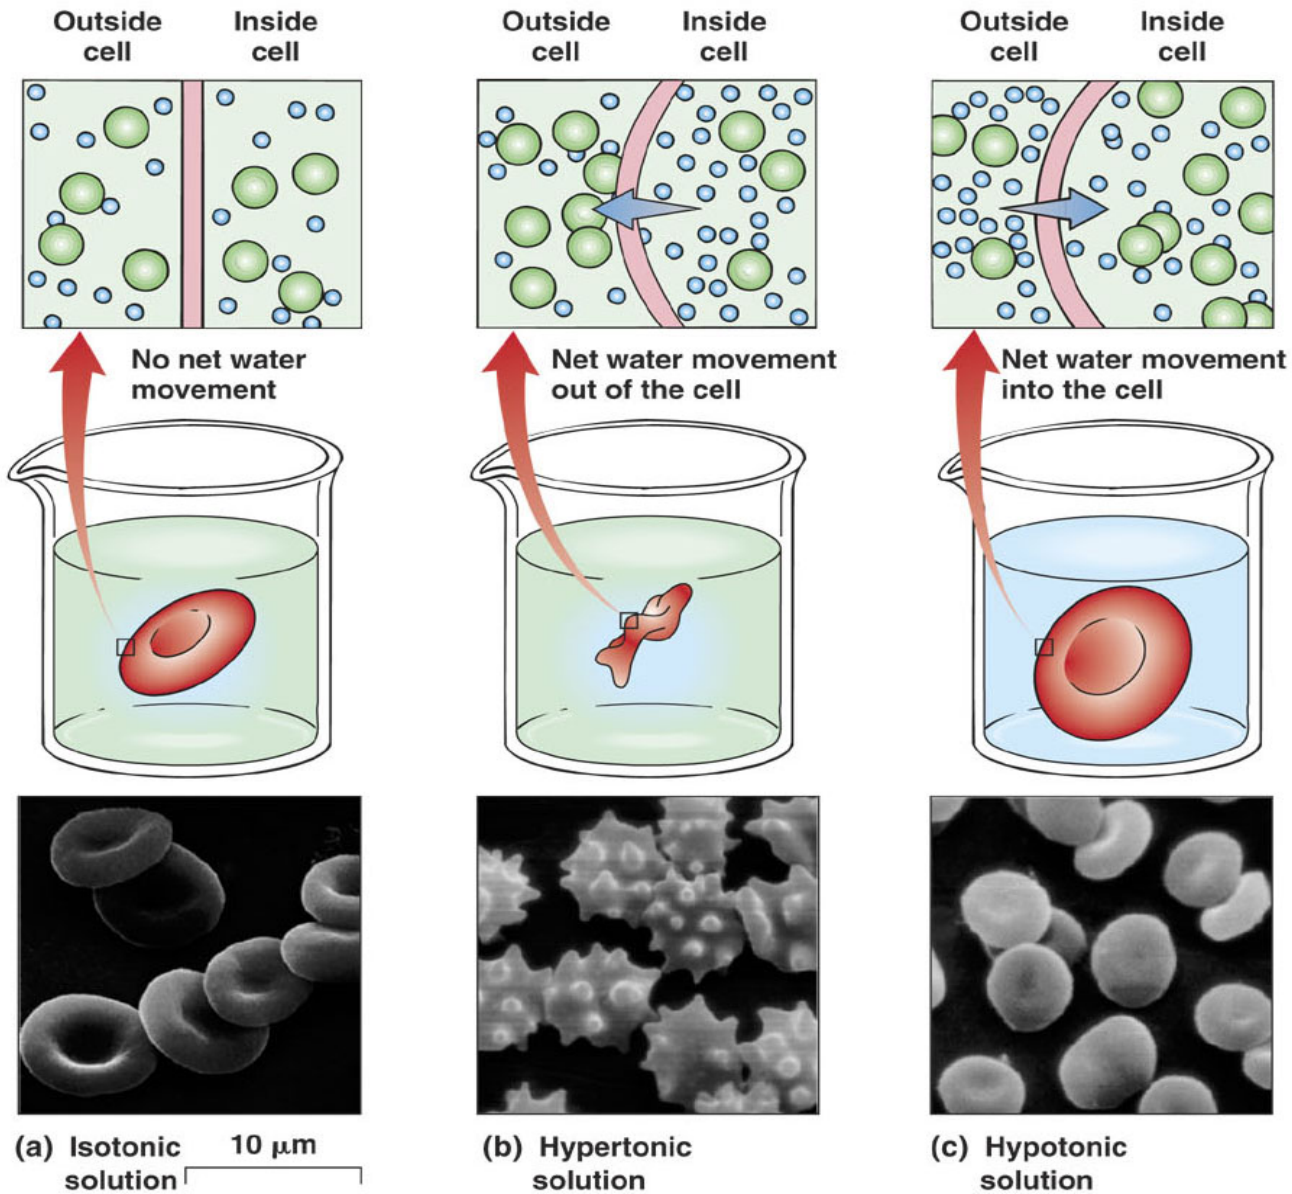 Outside
cell
Inside
cell
Outside
cell
Inside
cell
Outside
cell
Inside
cell
No net water
movement
Net water movement
out of the cell
Net water movement
into the cell
(a) Isotonic
solution
10 μm
(b) Hypertonic
solution
(c) Hypotonic
solution